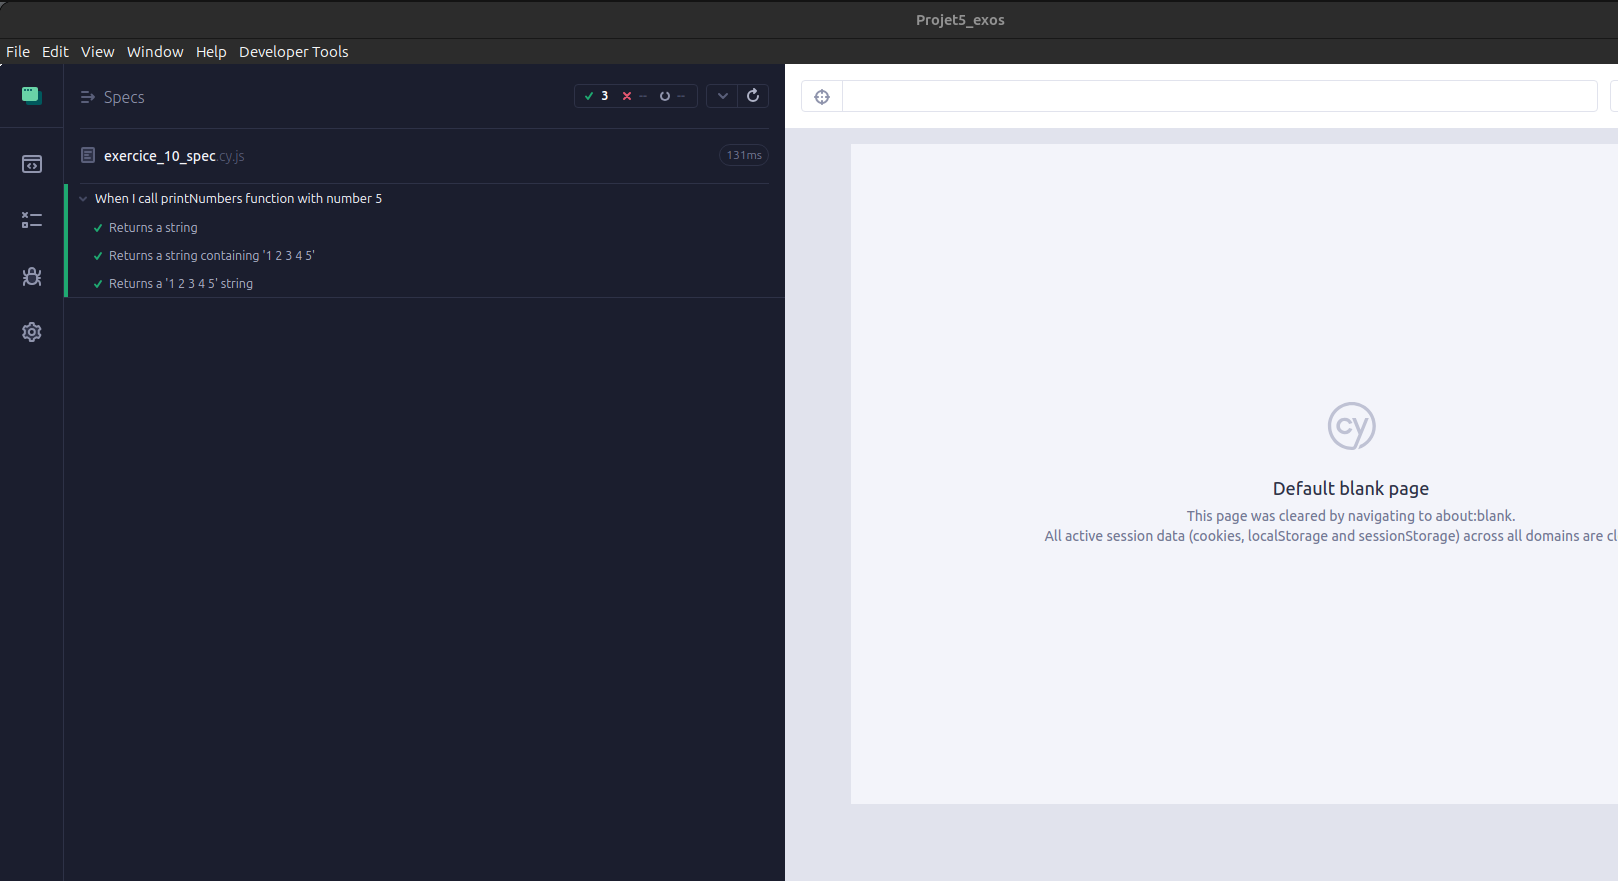 Projet5_exos
File Edit View Window Help Developer Tools
Specs
3 -- --
exercice_10_spec.cy.js
131ms
When I call printNumbers function with number 5
Returns a string
Returns a string containing '1 2 3 4 5'
Returns a '1 2 3 4 5' string
cy
Default blank page
This page was cleared by navigating to about:blank.
All active session data (cookies, localStorage and sessionStorage) across all domains are cl